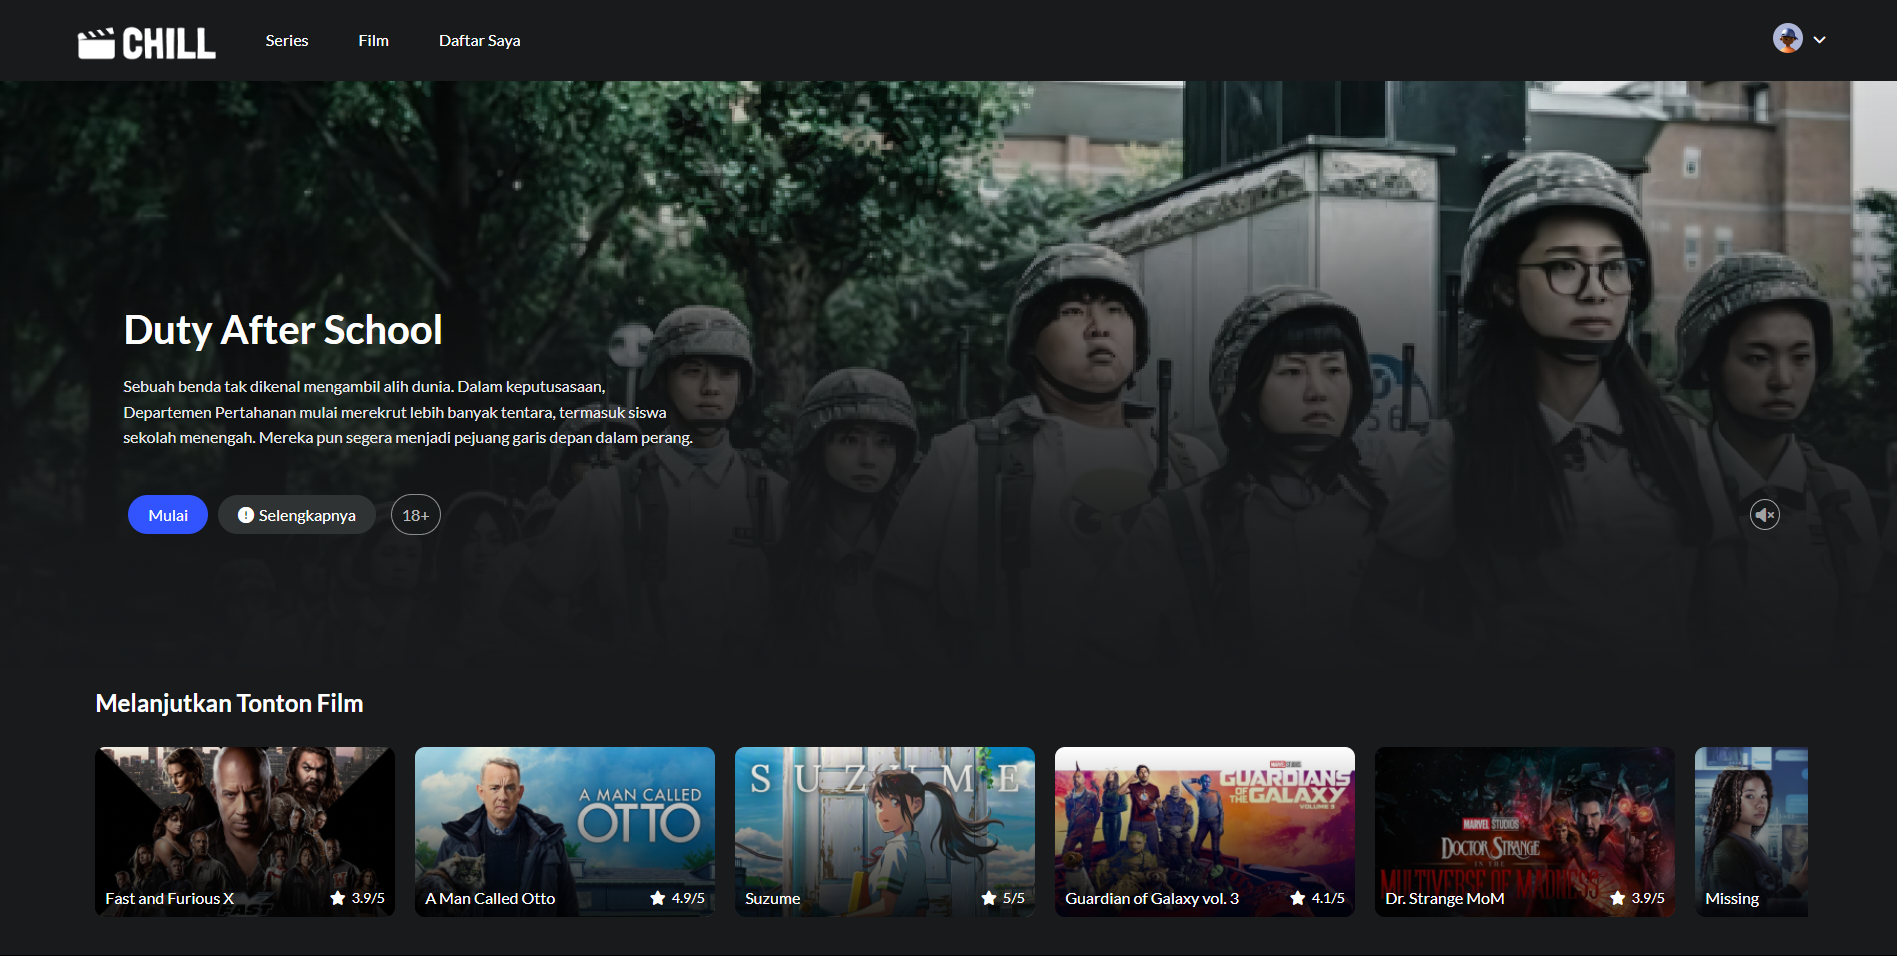 CHILL
Series
Film
Daftar Saya
Duty After School
Sebuah benda tak dikenal mengambil alih dunia. Dalam keputusasaan,
Departemen Pertahanan mulai merekrut lebih banyak tentara, termasuk siswa
sekolah menengah. Mereka pun segera menjadi pejuang garis depan dalam perang.
Mulai
Selengkapnya
18+
Melanjutkan Tonton Film
FAST
Fast and Furious X
3.9/5
A MAN CALLED
OTTO
A Man Called Otto
4.9/5
SUZUME
Suzume
5/5
MARVEL STUDIOS
GUARDIANS
OF THE GALAXY
VOLUME 3
Guardian of Galaxy vol. 3
4.1/5
MARVEL STUDIOS
DOCTOR STRANGE
IN THE
MULTIVERSE OF MADNESS
Dr. Strange MoM
3.9/5
Missing